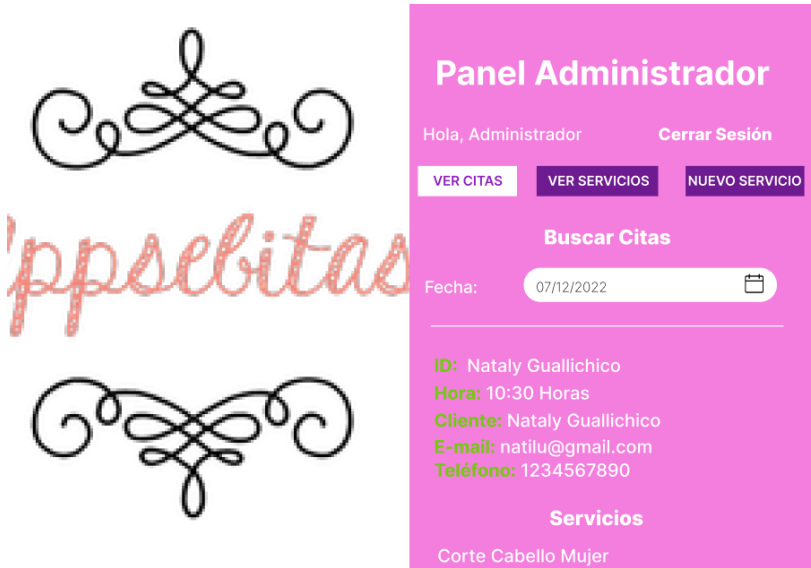 ppsebitas
Panel Administrador
Hola, Administrador Cerrar Sesión
VER CITAS VER SERVICIOS NUEVO SERVICIO
Buscar Citas
Fecha: 07/12/2022
ID: Nataly Guallichico
Hora: 10:30 Horas
Cliente: Nataly Guallichico
E-mail: natilu@gmail.com
Teléfono: 1234567890
Servicios
Corte Cabello Mujer